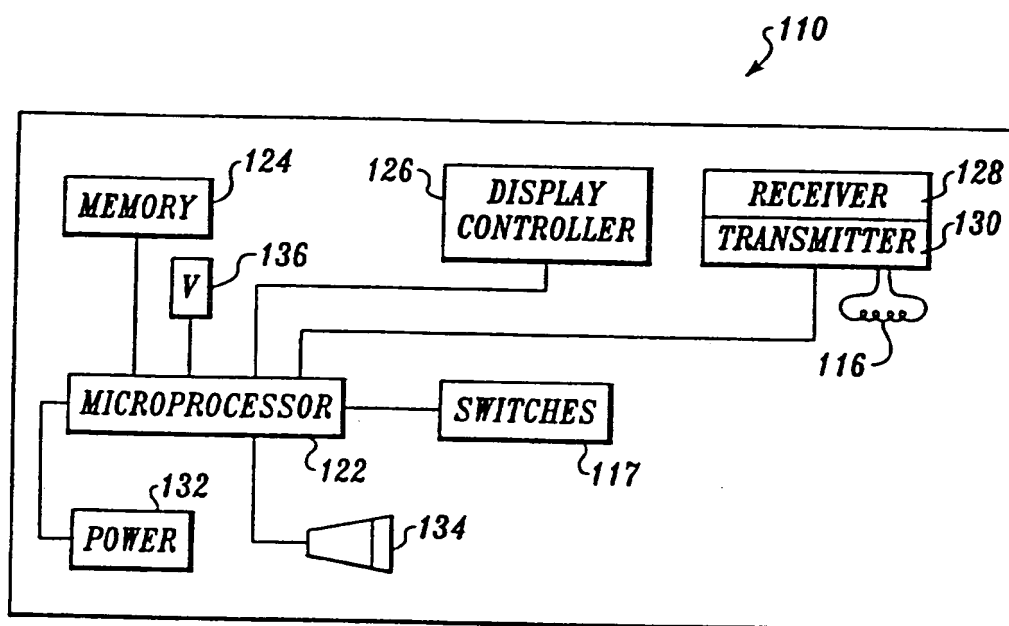 110
MEMORY
124
126
DISPLAY
CONTROLLER
RECEIVER
128
TRANSMITTER
130
V
136
116
MICROPROCESSOR
122
SWITCHES
117
POWER
132
134